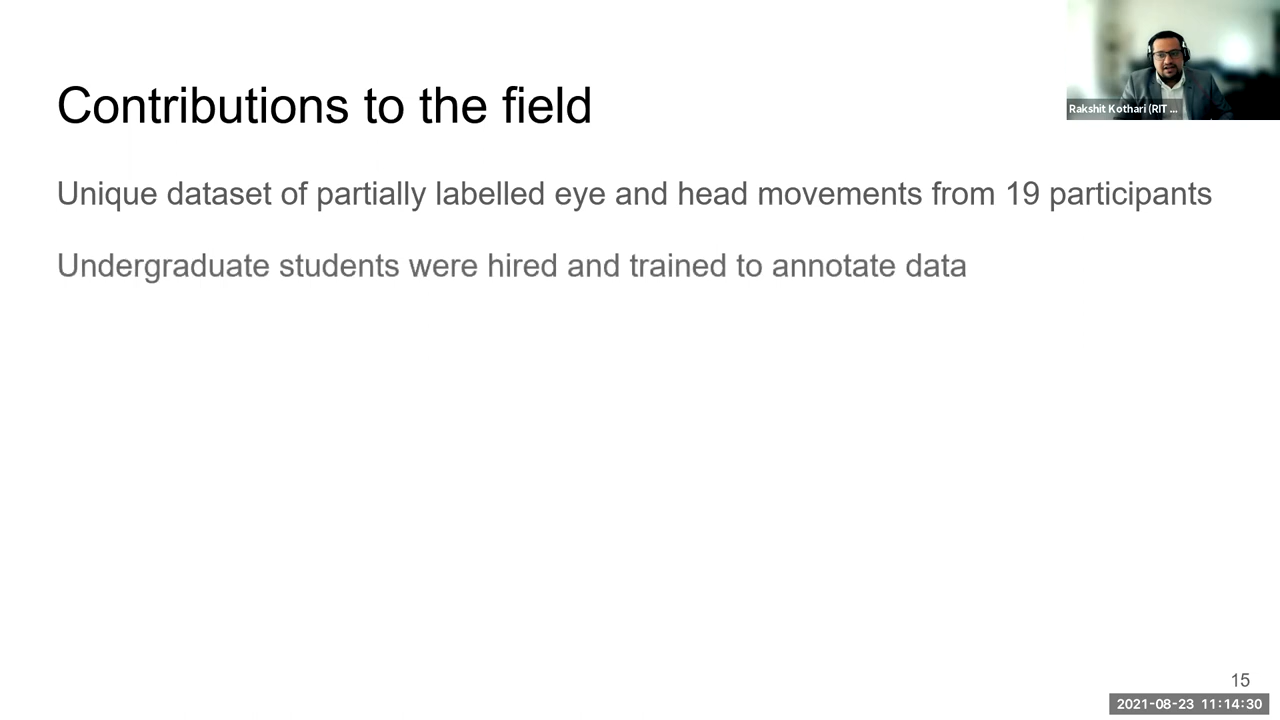 Contributions to the field
Rakshit Kothari (RIT ...
Unique dataset of partially labelled eye and head movements from 19 participants
Undergraduate students were hired and trained to annotate data
15
2021-08-23 11:14:30